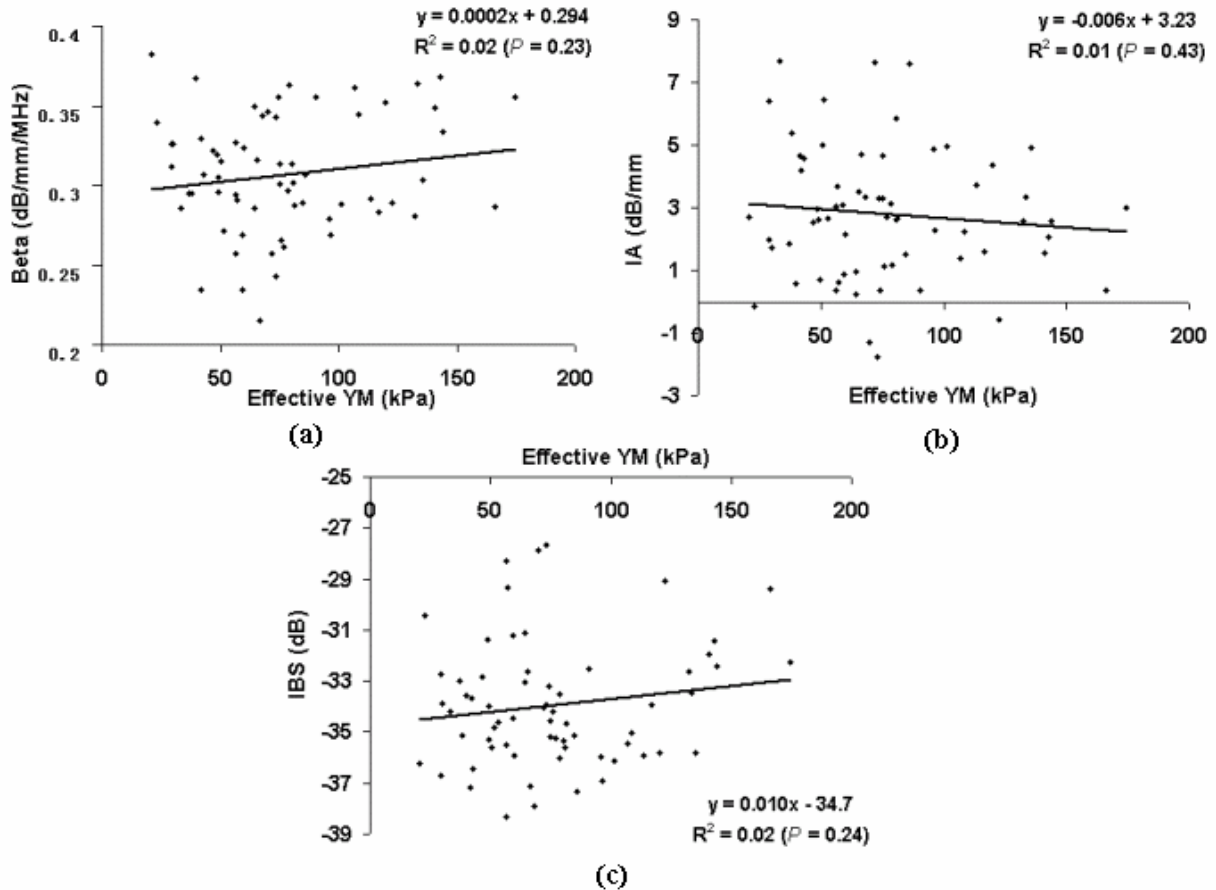 y = 0.0002x + 0.294
R² = 0.02 (P = 0.23)
0.4
0.35
0.3
0.25
0.2
Beta (dB/mm/MHz)
0 50 100 150 200
Effective YM (kPa)
(a)
y = -0.006x + 3.23
R² = 0.01 (P = 0.43)
9
7
5
3
1
-1
-3
IA (dB/mm)
0 50 100 150 200
Effective YM (kPa)
(b)
Effective YM (kPa)
0 50 100 150 200
-25
-27
-29
-31
-33
-35
-37
-39
IBS (dB)
y = 0.010x - 34.7
R² = 0.02 (P = 0.24)
(c)